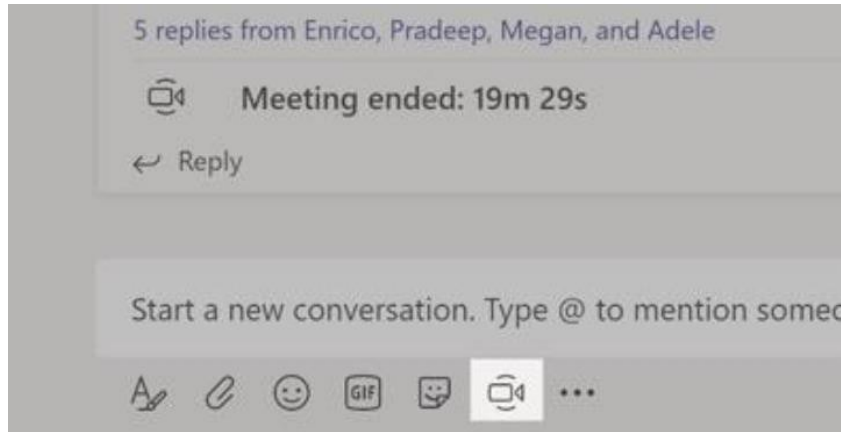 5 replies from Enrico, Pradeep, Megan, and Adele
Meeting ended: 19m 29s
Reply
Start a new conversation. Type @ to mention someo
GIF